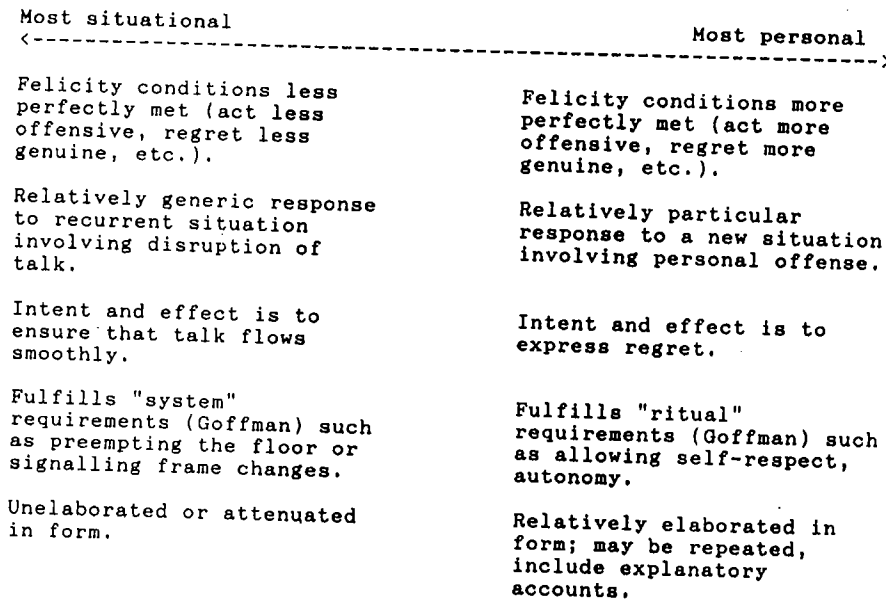 Most situational
Most personal
<------------------------------------------------------------------>
Felicity conditions less
perfectly met (act less
offensive, regret less
genuine, etc.).
Felicity conditions more
perfectly met (act more
offensive, regret more
genuine, etc.).
Relatively generic response
to recurrent situation
involving disruption of
talk.
Relatively particular
response to a new situation
involving personal offense.
Intent and effect is to
ensure that talk flows
smoothly.
Intent and effect is to
express regret.
Fulfills "system"
requirements (Goffman) such
as preempting the floor or
signalling frame changes.
Fulfills "ritual"
requirements (Goffman) such
as allowing self-respect,
autonomy.
Unelaborated or attenuated
in form.
Relatively elaborated in
form; may be repeated,
include explanatory
accounts.